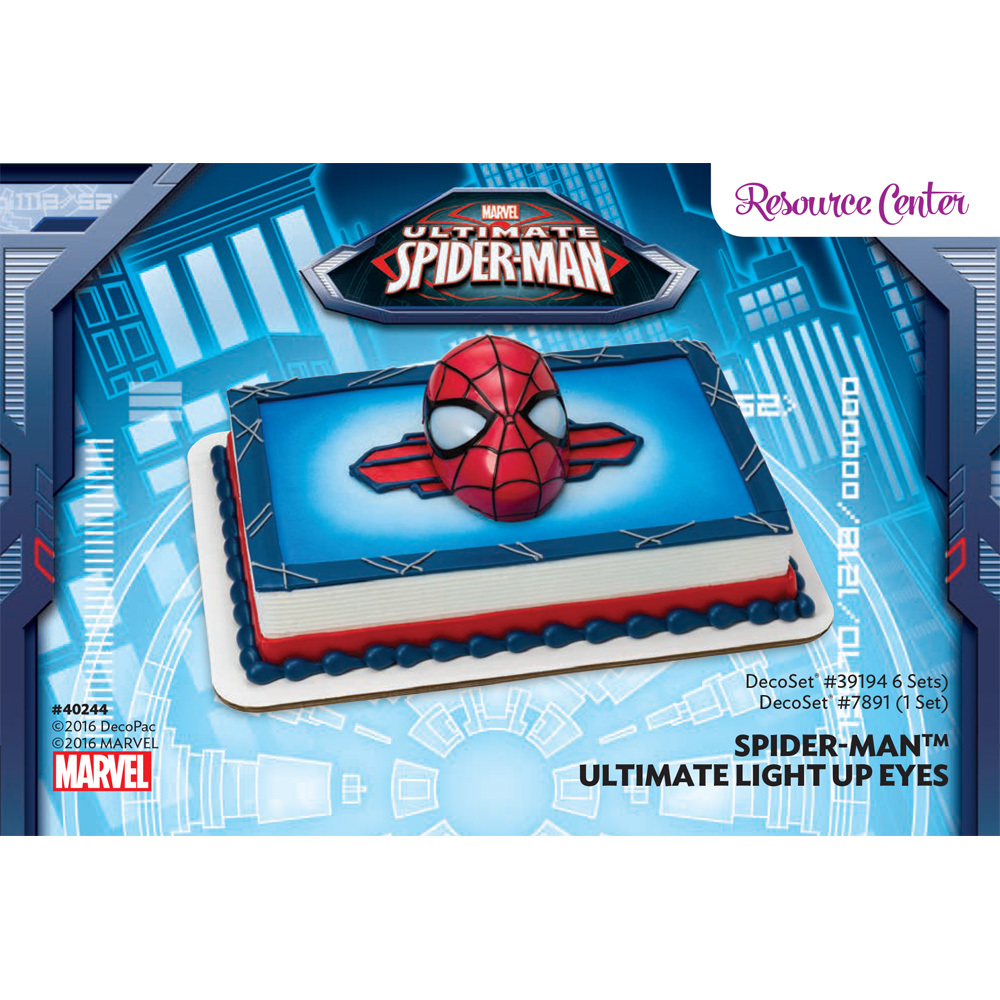 Resource Center
MARVEL
ULTIMATE
SPIDER-MAN
DecoSet® #39194 6 Sets)
DecoSet® #7891 (1 Set)
SPIDER-MAN™
ULTIMATE LIGHT UP EYES
#40244
©2016 DecoPac
©2016 MARVEL
MARVEL